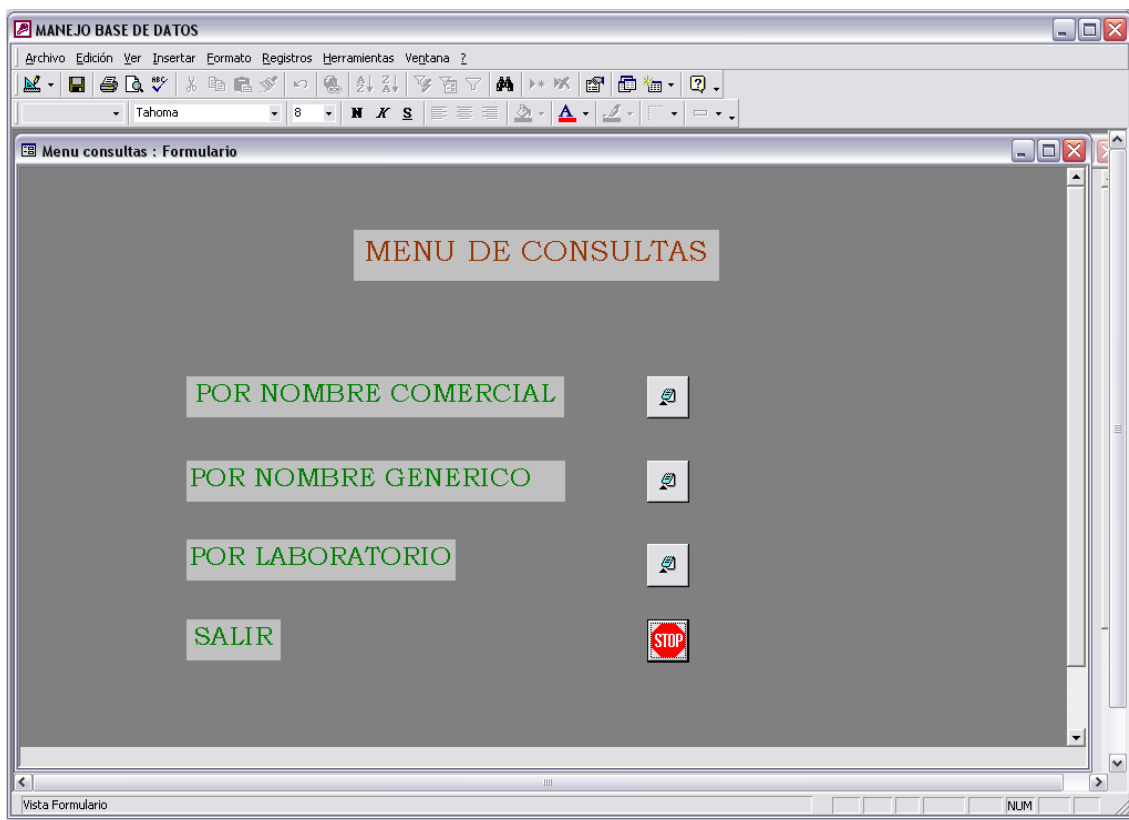 MANEJO BASE DE DATOS
Archivo Edición Ver Insertar Formato Registros Herramientas Ventana ?
Tahoma 8 N K S A
Menu consultas : Formulario
MENU DE CONSULTAS
POR NOMBRE COMERCIAL
POR NOMBRE GENERICO
POR LABORATORIO
SALIR STOP
Vista Formulario NUM